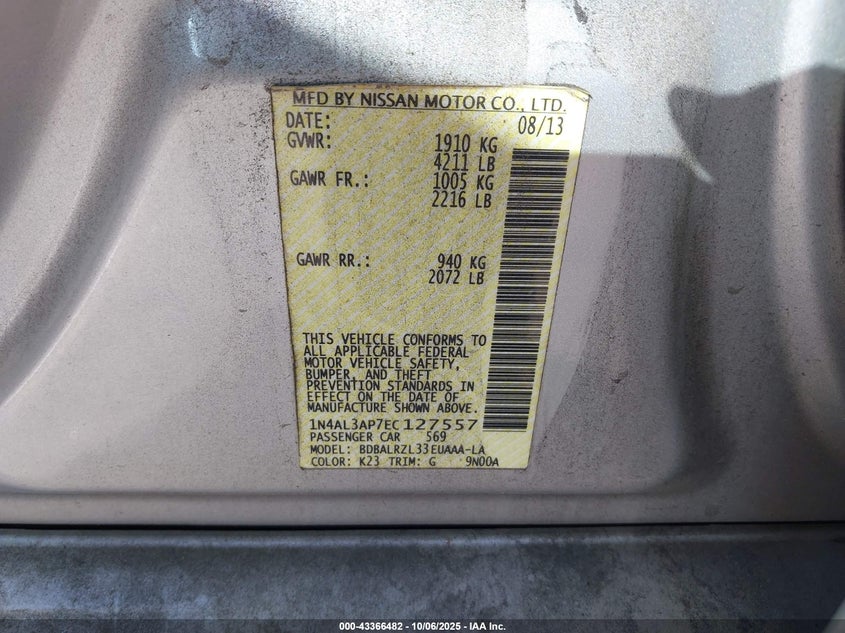 MFD BY NISSAN MOTOR CO., LTD.
DATE: 08/13
GVWR: 1910 KG
4211 LB
GAWR FR.: 1005 KG
2216 LB
GAWR RR.: 940 KG
2072 LB
THIS VEHICLE CONFORMS TO
ALL APPLICABLE FEDERAL
MOTOR VEHICLE SAFETY,
BUMPER, AND THEFT
PREVENTION STANDARDS IN
EFFECT ON THE DATE OF
MANUFACTURE SHOWN ABOVE.
1N4AL3AP7EC127557
PASSENGER CAR 569
MODEL: BDBALRZL33EUAAA-LA
COLOR: K23 TRIM: G 9N00A
000-43366482 - 10/06/2025 - IAA Inc.